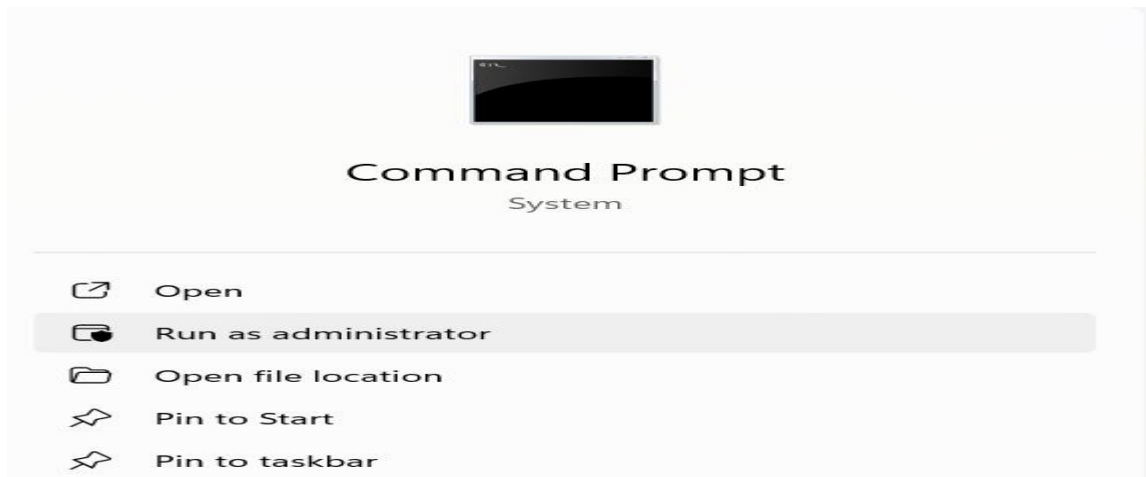 Command Prompt
System
Open
Run as administrator
Open file location
Pin to Start
Pin to taskbar